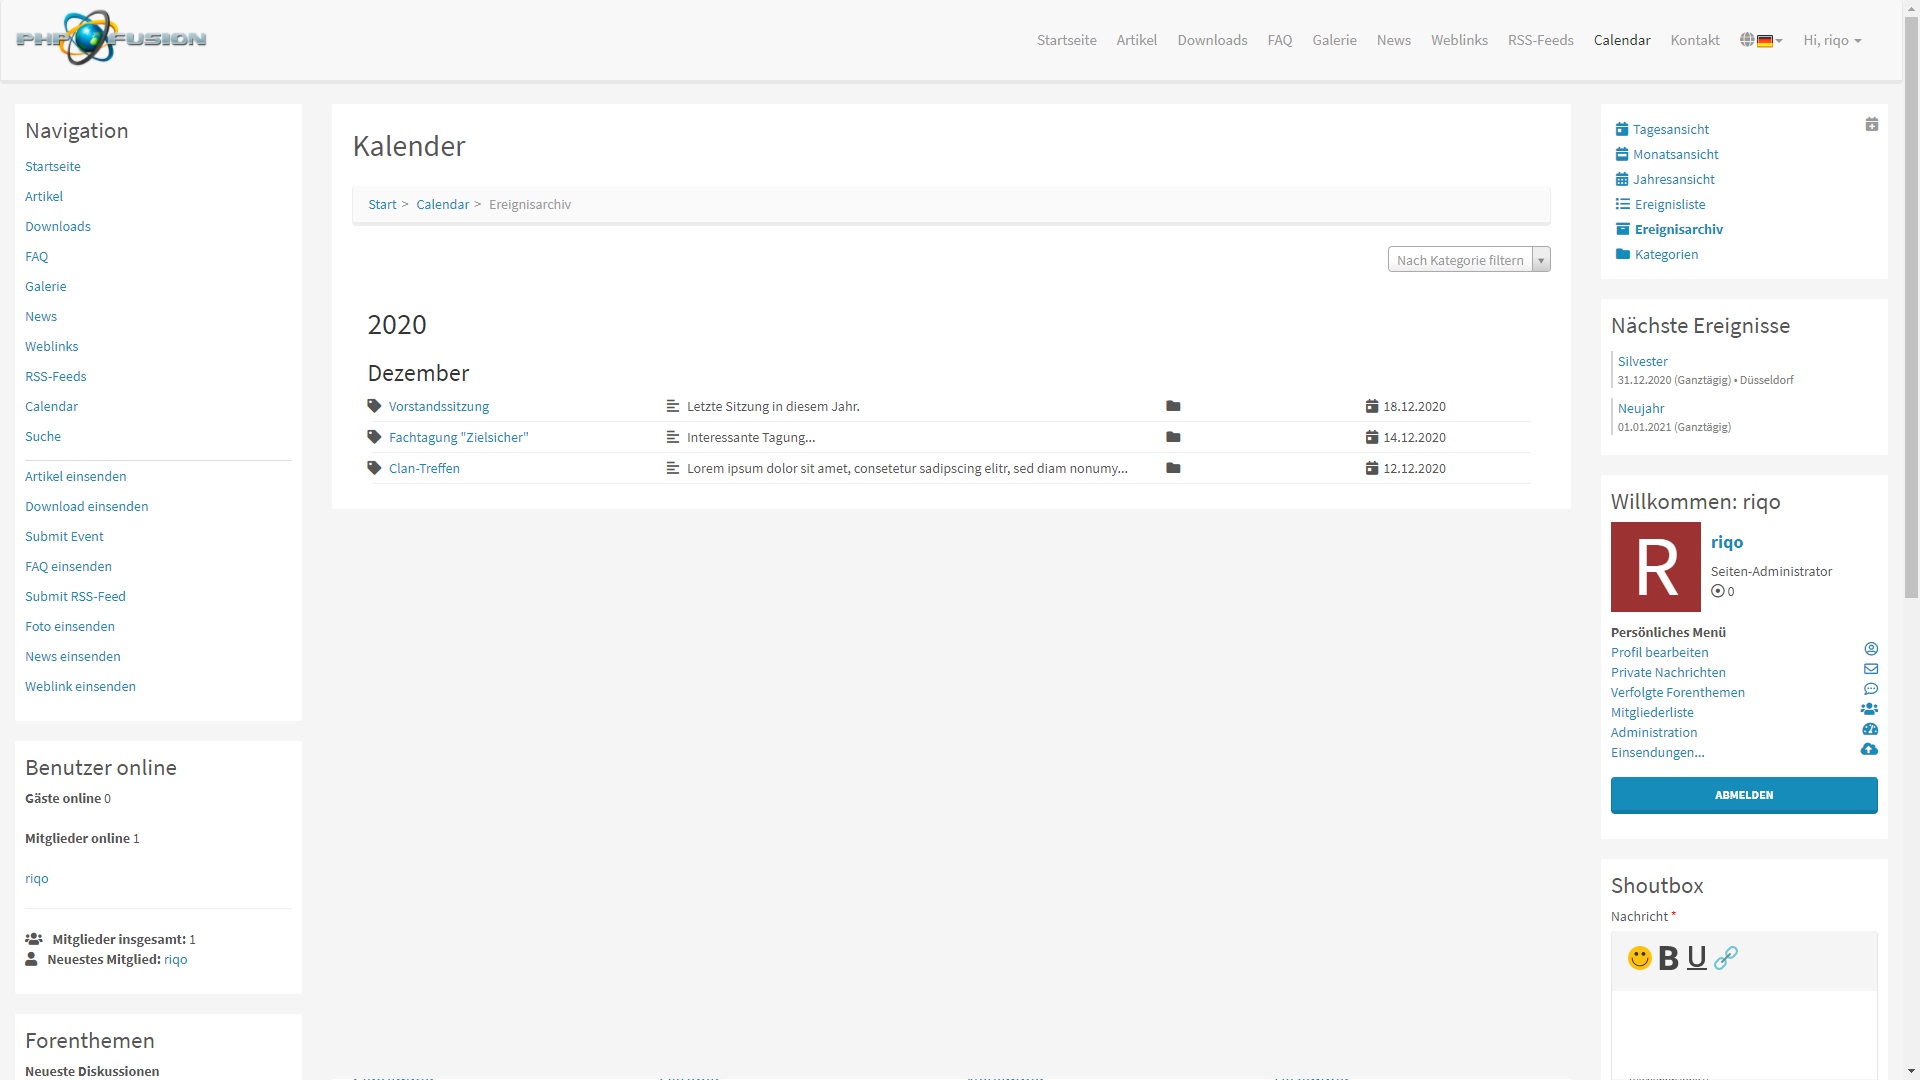 PHP FUSION
Startseite Artikel Downloads FAQ Galerie News Weblinks RSS-Feeds Calendar Kontakt Hi, riqo
Navigation
Startseite
Artikel
Downloads
FAQ
Galerie
News
Weblinks
RSS-Feeds
Calendar
Suche
Artikel einsenden
Download einsenden
Submit Event
FAQ einsenden
Submit RSS-Feed
Foto einsenden
News einsenden
Weblink einsenden
Benutzer online
Gäste online 0
Mitglieder online 1
riqo
Mitglieder insgesamt: 1
Neuestes Mitglied: riqo
Forenthemen
Neueste Diskussionen
Kalender
Start > Calendar > Ereignisarchiv
Nach Kategorie filtern
2020
Dezember
Vorstandssitzung Letzte Sitzung in diesem Jahr. 18.12.2020
Fachtagung "Zielsicher" Interessante Tagung... 14.12.2020
Clan-Treffen Lorem ipsum dolor sit amet, consetetur sadipscing elitr, sed diam nonumy... 12.12.2020
Tagesansicht
Monatsansicht
Jahresansicht
Ereignisliste
Ereignisarchiv
Kategorien
Nächste Ereignisse
Silvester
31.12.2020 (Ganztägig) • Düsseldorf
Neujahr
01.01.2021 (Ganztägig)
Willkommen: riqo
R
riqo
Seiten-Administrator
0
Persönliches Menü
Profil bearbeiten
Private Nachrichten
Verfolgte Forenthemen
Mitgliederliste
Administration
Einsendungen...
ABMELDEN
Shoutbox
Nachricht *
B U